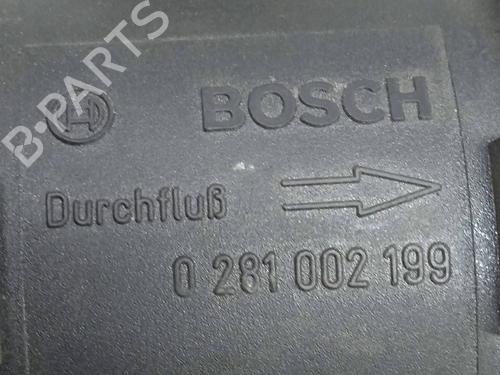 BOSCH
Durchfluß
0 281 002 199
B-PARTS